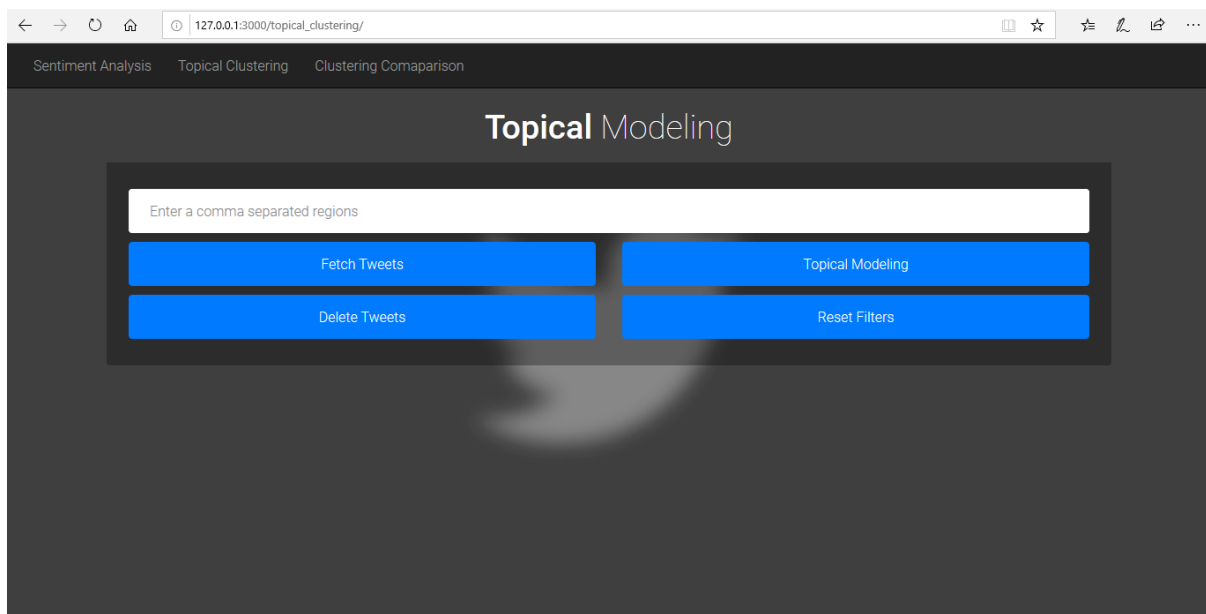 127.0.0.1:3000/topical_clustering/
Sentiment Analysis Topical Clustering Clustering Comaparison
Topical Modeling
Enter a comma separated regions
Fetch Tweets Topical Modeling
Delete Tweets Reset Filters